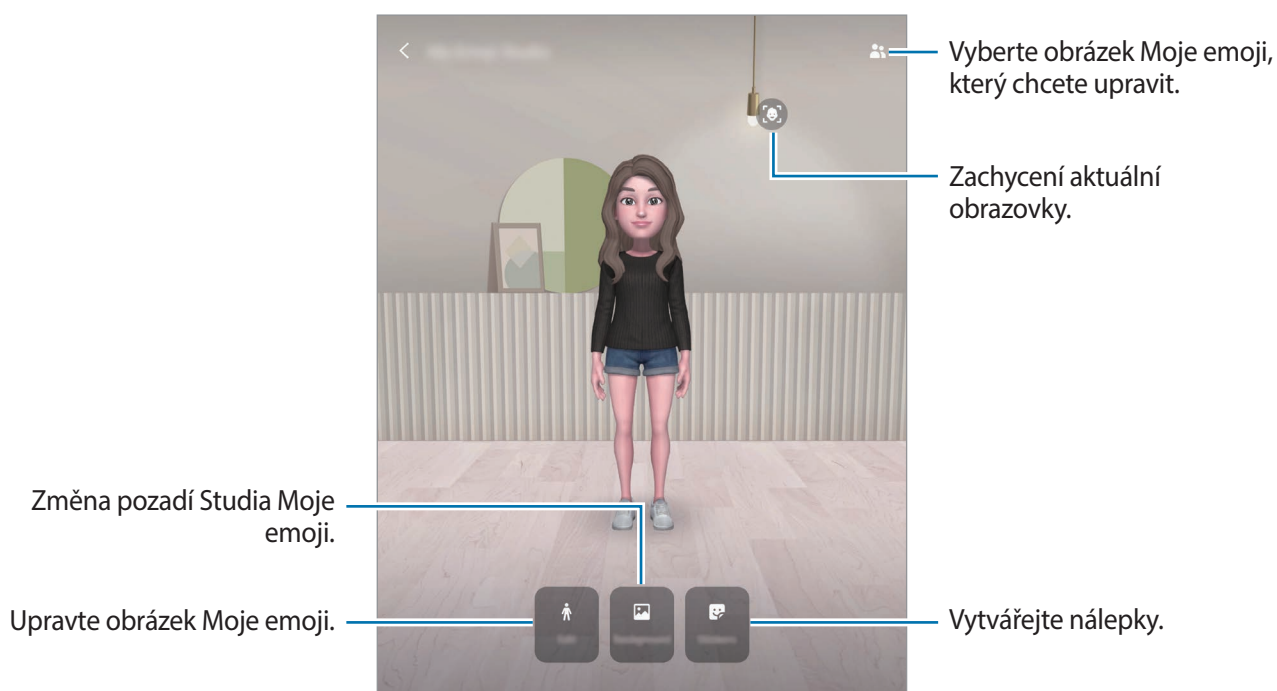 Vyberte obrázek Moje emoji,
který chcete upravit.
Zachycení aktuální
obrazovky.
Změna pozadí Studia Moje
emoji.
Upravte obrázek Moje emoji.
Vytvářejte nálepky.